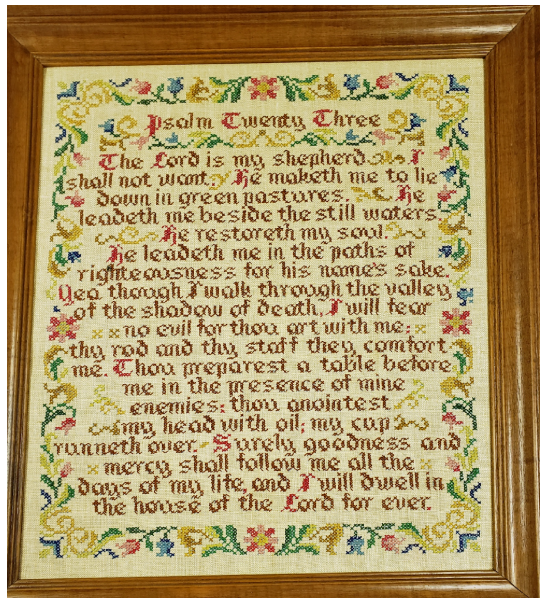 Psalm Twenty Three
The Lord is my shepherd I
shall not want. He maketh me to lie
down in green pastures. He
leadeth me beside the still waters
He restoreth my soul:
He leadeth me in the paths of
righteousness for his name's sake.
Yea though I walk through the valley
of the shadow of death, I will fear
no evil for thou art with me;
thy rod and thy staff they comfort
me. Thou preparest a table before
me in the presence of mine
enemies: thou anointest
my head with oil; my cup
runneth over. Surely goodness and
mercy shall follow me all the
days of my life, and I will dwell in
the house of the Lord for ever.